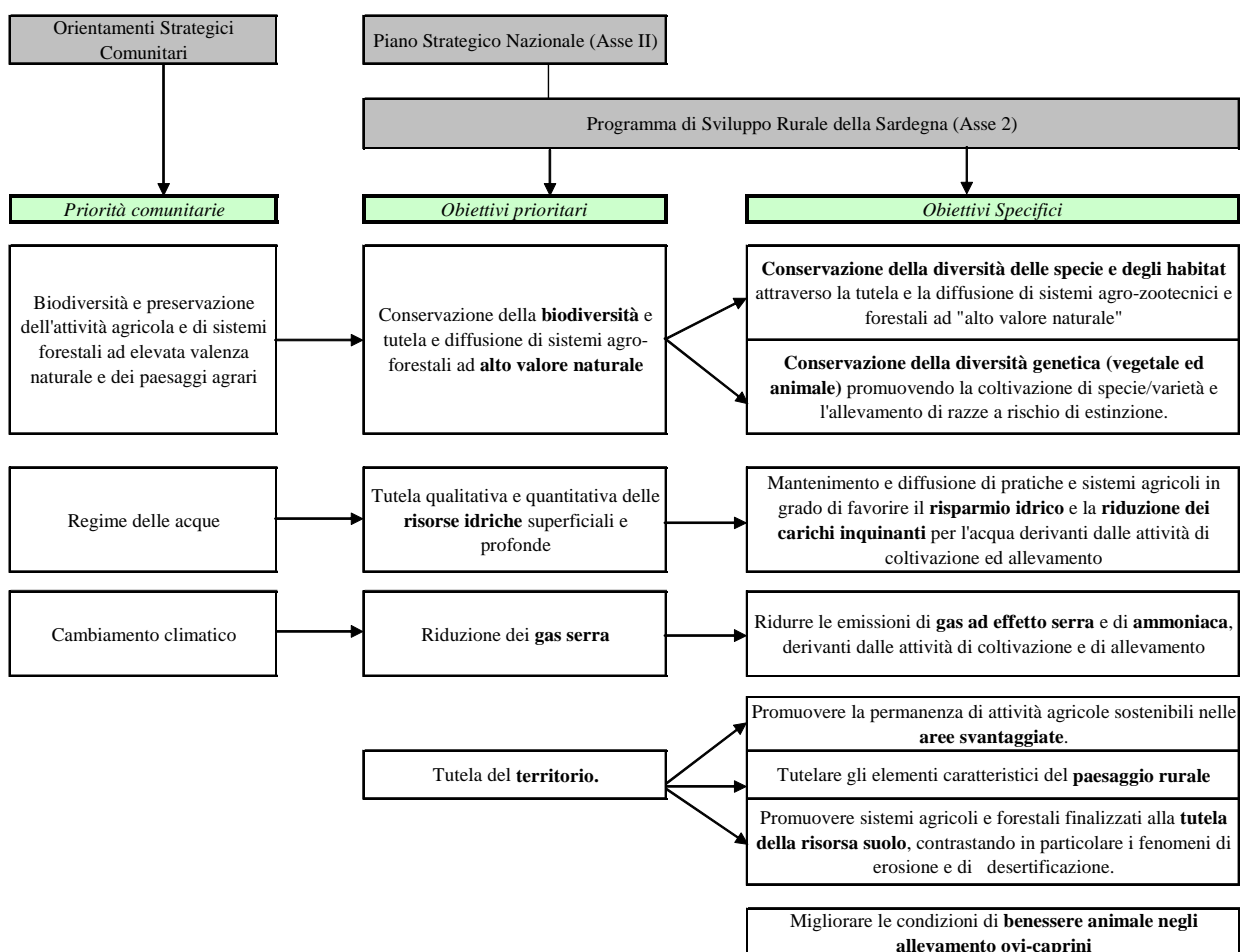 Orientamenti Strategici
Comunitari
Piano Strategico Nazionale (Asse II)
Programma di Sviluppo Rurale della Sardegna (Asse 2)
Priorità comunitarie
Obiettivi prioritari
Obiettivi Specifici
Biodiversità e preservazione
dell'attività agricola e di sistemi
forestali ad elevata valenza
naturale e dei paesaggi agrari
Conservazione della biodiversità e
tutela e diffusione di sistemi agro-
forestali ad alto valore naturale
Conservazione della diversità delle specie e degli habitat
attraverso la tutela e la diffusione di sistemi agro-zootecnici e
forestali ad "alto valore naturale"
Conservazione della diversità genetica (vegetale ed
animale) promuovendo la coltivazione di specie/varietà e
l'allevamento di razze a rischio di estinzione.
Regime delle acque
Tutela qualitativa e quantitativa delle
risorse idriche superficiali e
profonde
Mantenimento e diffusione di pratiche e sistemi agricoli in
grado di favorire il risparmio idrico e la riduzione dei
carichi inquinanti per l'acqua derivanti dalle attività di
coltivazione ed allevamento
Cambiamento climatico
Riduzione dei gas serra
Ridurre le emissioni di gas ad effetto serra e di ammoniaca,
derivanti dalle attività di coltivazione e di allevamento
Tutela del territorio.
Promuovere la permanenza di attività agricole sostenibili nelle
aree svantaggiate.
Tutelare gli elementi caratteristici del paesaggio rurale
Promuovere sistemi agricoli e forestali finalizzati alla tutela
della risorsa suolo, contrastando in particolare i fenomeni di
erosione e di desertificazione.
Migliorare le condizioni di benessere animale negli
allevamento ovi-caprini